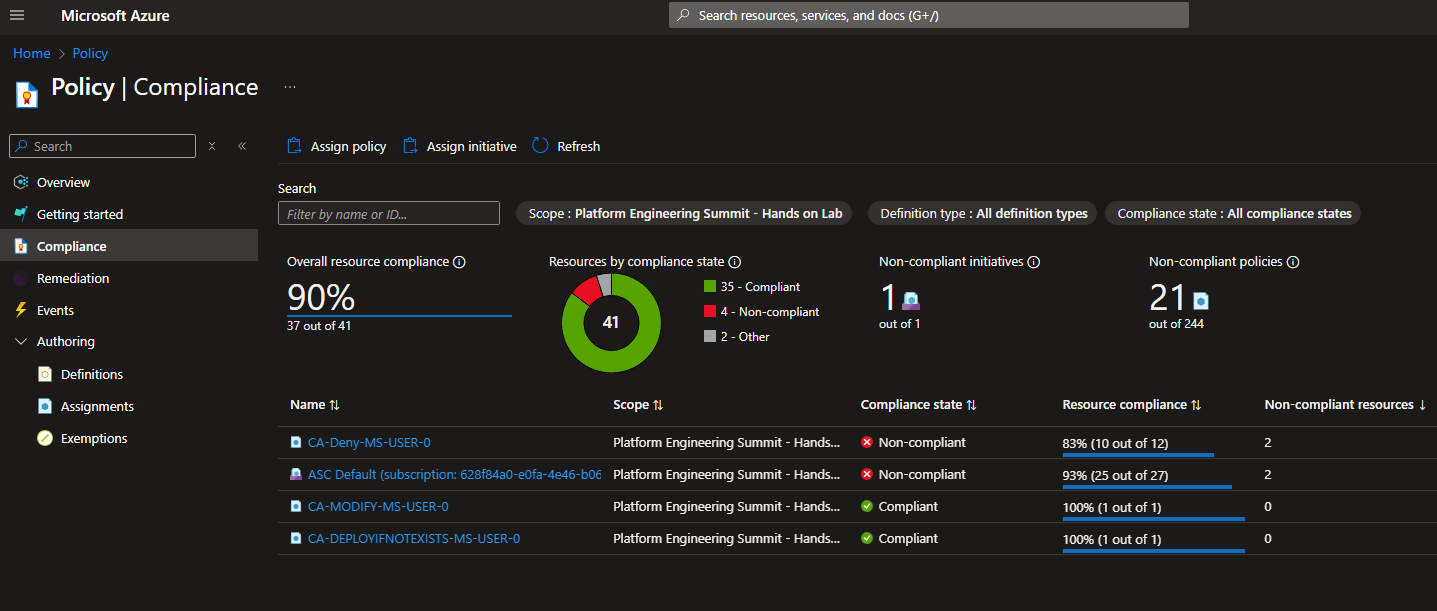 Microsoft Azure
Search resources, services, and docs (G+/)
Home > Policy
Policy | Compliance ...
Search
Assign policy Assign initiative Refresh
Overview
Getting started
Compliance
Remediation
Events
Authoring
Definitions
Assignments
Exemptions
Search
Filter by name or ID...
Scope : Platform Engineering Summit - Hands on Lab
Definition type : All definition types
Compliance state : All compliance states
Overall resource compliance
90%
37 out of 41
Resources by compliance state
41
35 - Compliant
4 - Non-compliant
2 - Other
Non-compliant initiatives
1
out of 1
Non-compliant policies
21
out of 244
Name Scope Compliance state Resource compliance Non-compliant resources
CA-Deny-MS-USER-0 Platform Engineering Summit - Hands... Non-compliant 83% (10 out of 12) 2
ASC Default (subscription: 628f84a0-e0fa-4e46-b06 Platform Engineering Summit - Hands... Non-compliant 93% (25 out of 27) 2
CA-MODIFY-MS-USER-0 Platform Engineering Summit - Hands... Compliant 100% (1 out of 1) 0
CA-DEPLOYIFNOTEXISTS-MS-USER-0 Platform Engineering Summit - Hands... Compliant 100% (1 out of 1) 0